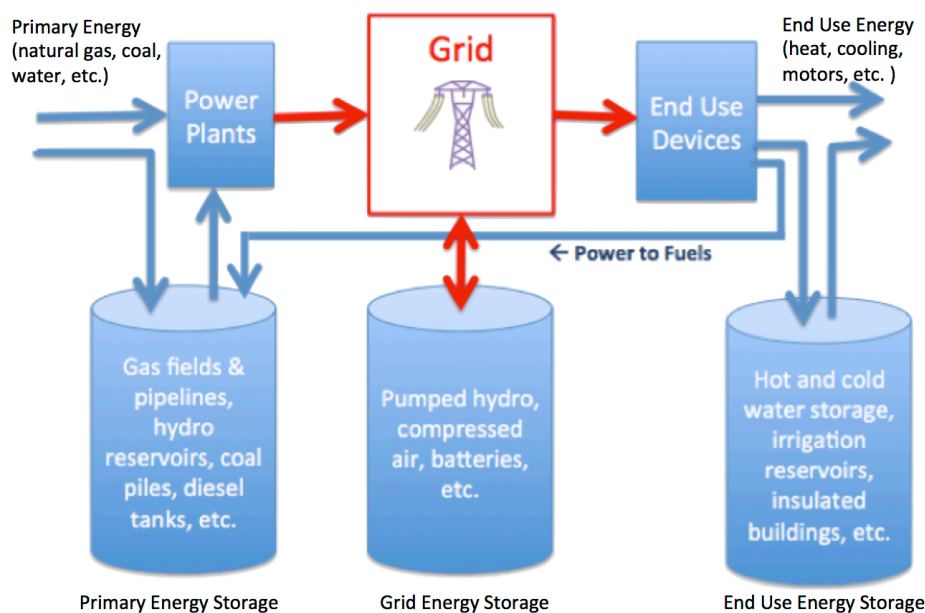 Primary Energy
(natural gas, coal,
water, etc.)
Power
Plants
Grid
End Use
Devices
End Use Energy
(heat, cooling,
motors, etc. )
← Power to Fuels
Gas fields &
pipelines,
hydro
reservoirs, coal
piles, diesel
tanks, etc.
Pumped hydro,
compressed
air, batteries,
etc.
Hot and cold
water storage,
irrigation
reservoirs,
insulated
buildings, etc.
Primary Energy Storage
Grid Energy Storage
End Use Energy Storage